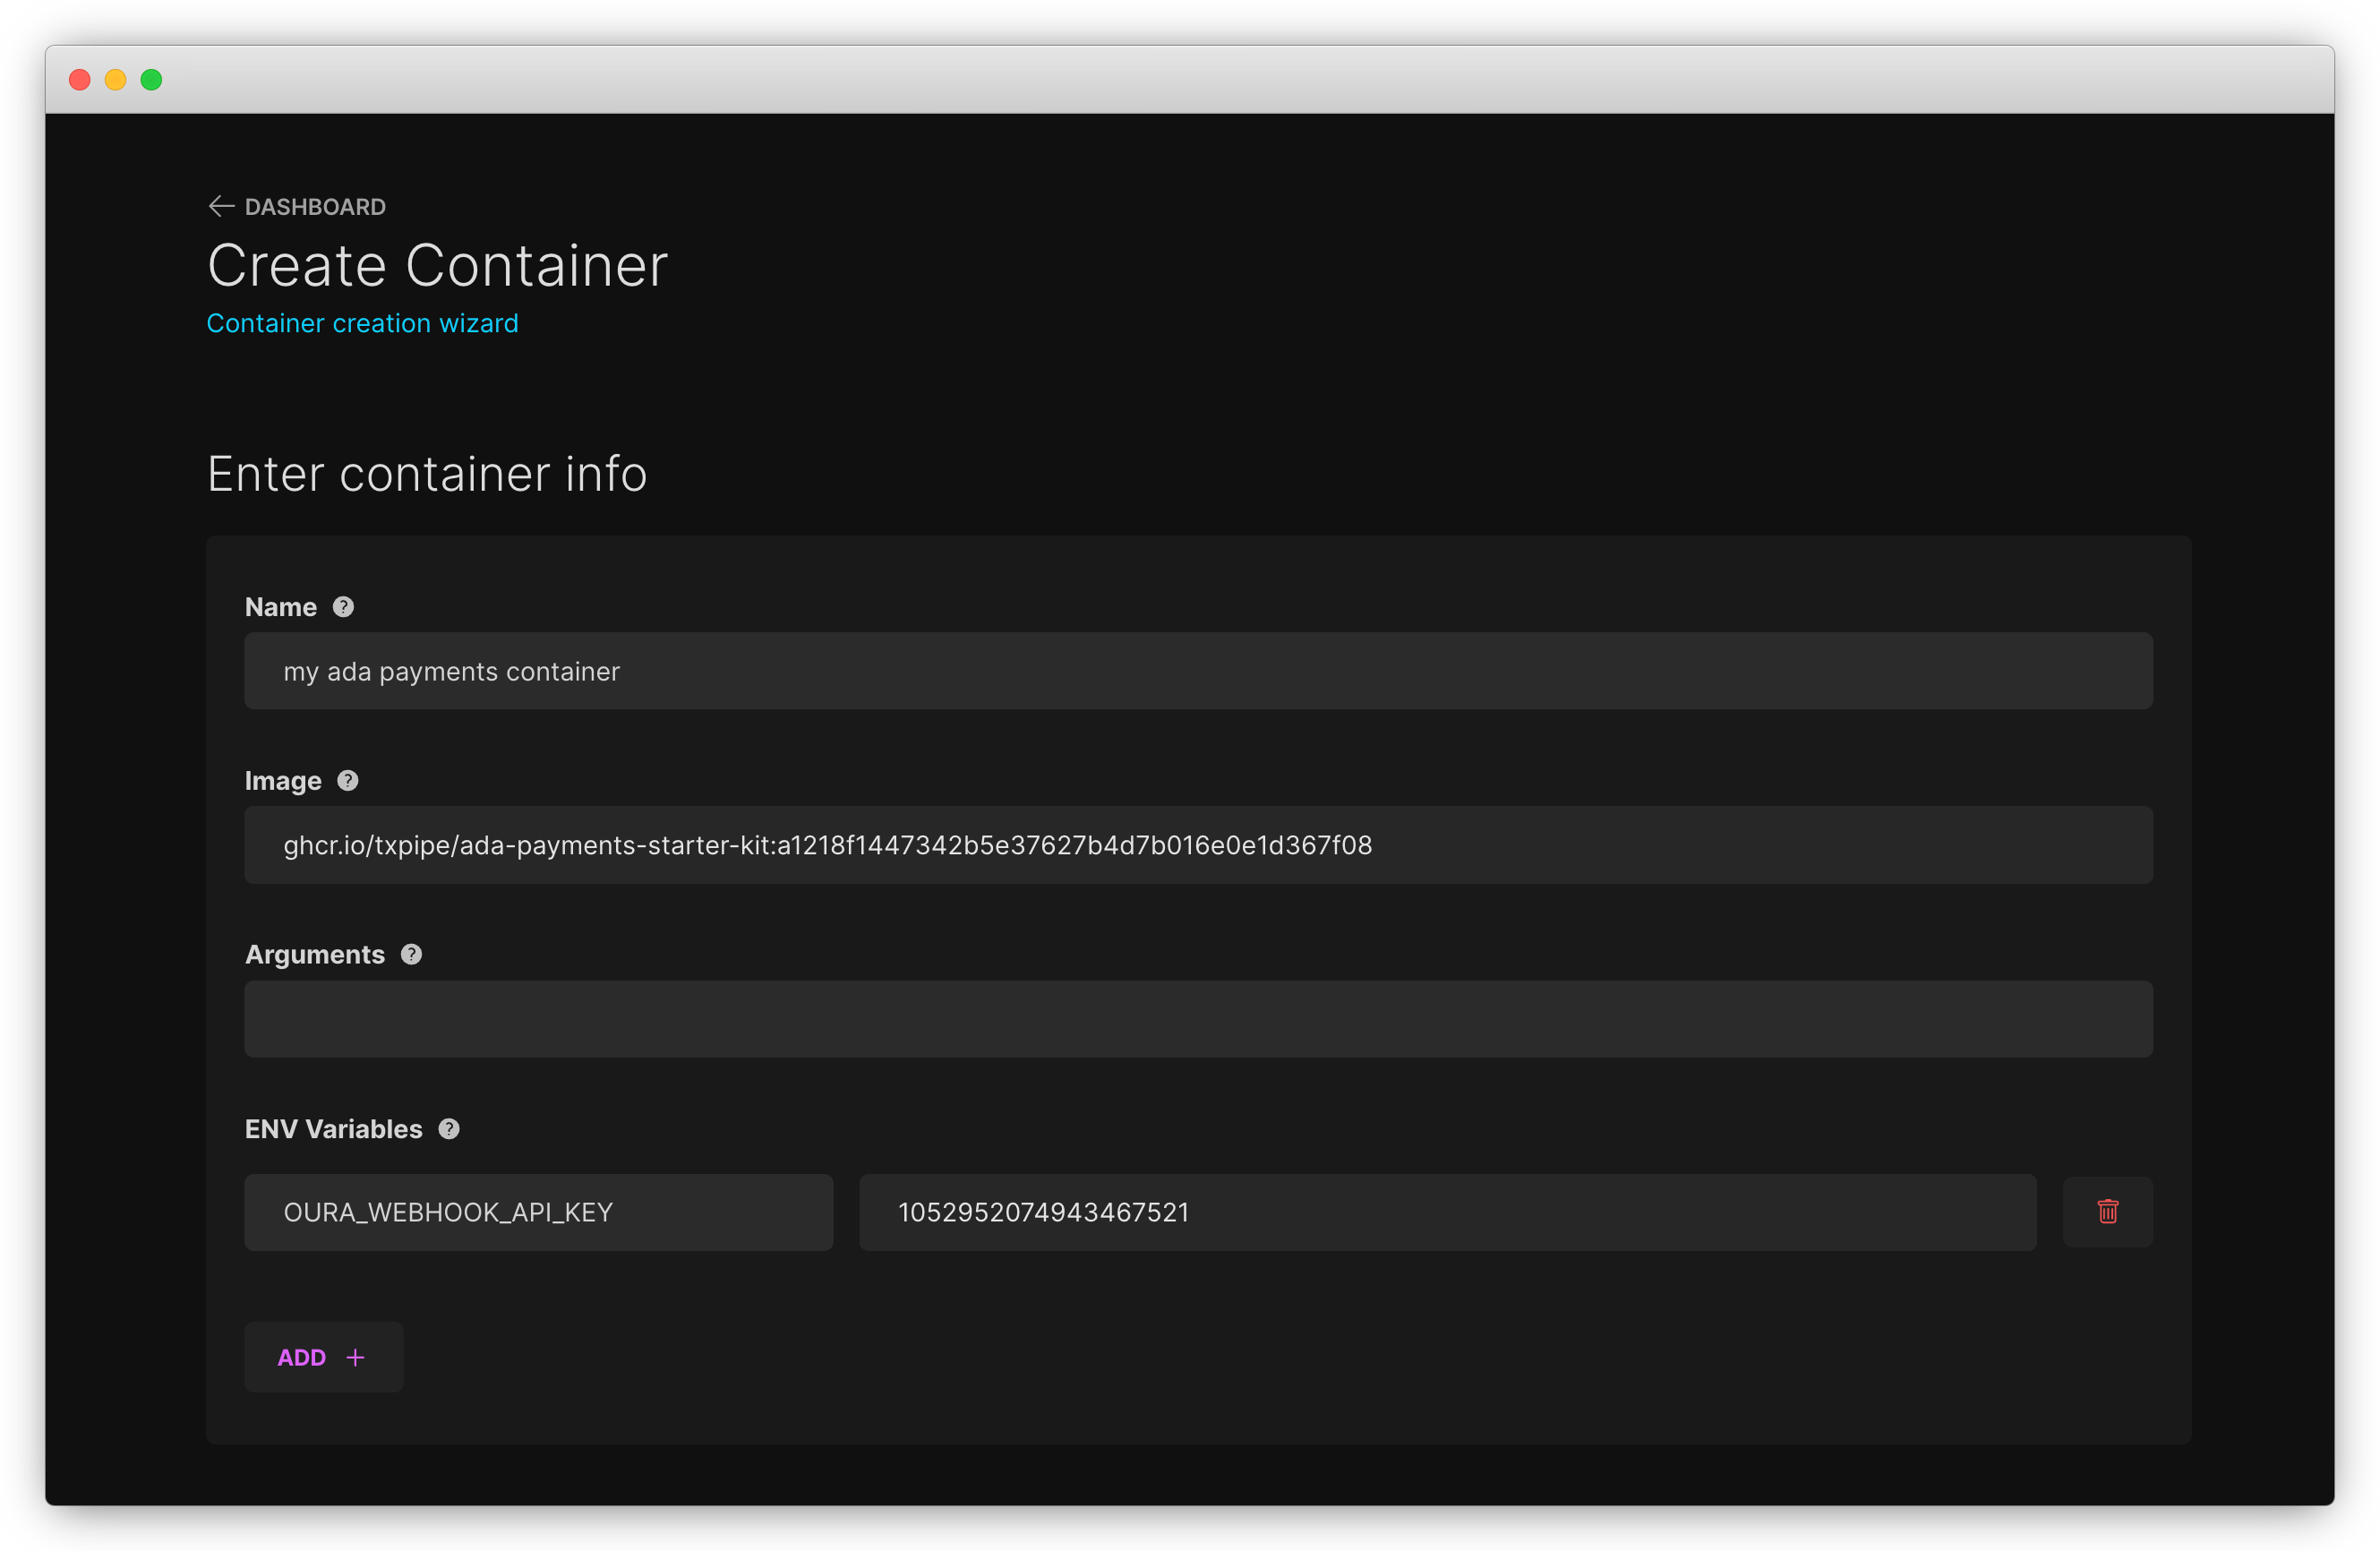 DASHBOARD
Create Container
Container creation wizard
Enter container info
Name
my ada payments container
Image
ghcr.io/txpipe/ada-payments-starter-kit:a1218f1447342b5e37627b4d7b016e0e1d367f08
Arguments
ENV Variables
OURA_WEBHOOK_API_KEY 1052952074943467521
ADD +